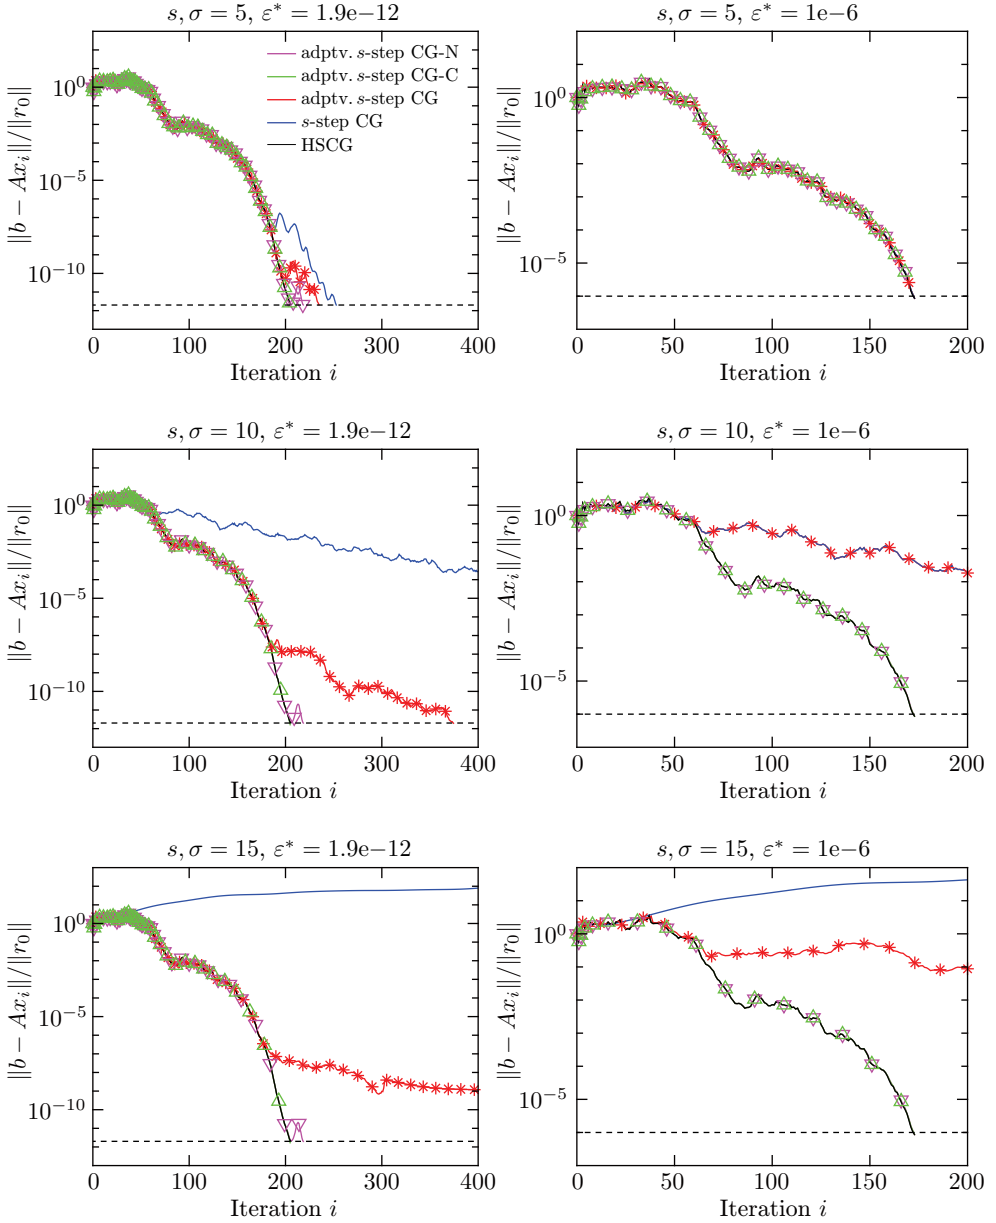 s, σ = 5, ε* = 1.9e−12
s, σ = 5, ε* = 1e−6
adptv. s-step CG-N
adptv. s-step CG-C
adptv. s-step CG
s-step CG
HSCG
10^0
10^−5
10^−10
||b − Ax_i||/||r_0||
0 100 200 300 400
Iteration i
10^0
10^−5
||b − Ax_i||/||r_0||
0 50 100 150 200
Iteration i
s, σ = 10, ε* = 1.9e−12
s, σ = 10, ε* = 1e−6
10^0
10^−5
10^−10
||b − Ax_i||/||r_0||
0 100 200 300 400
Iteration i
10^0
10^−5
||b − Ax_i||/||r_0||
0 50 100 150 200
Iteration i
s, σ = 15, ε* = 1.9e−12
s, σ = 15, ε* = 1e−6
10^0
10^−5
10^−10
||b − Ax_i||/||r_0||
0 100 200 300 400
Iteration i
10^0
10^−5
||b − Ax_i||/||r_0||
0 50 100 150 200
Iteration i